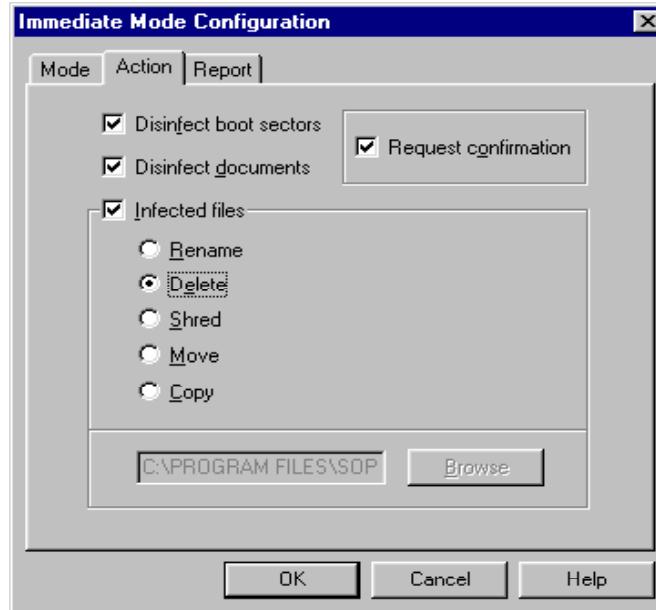 Immediate Mode Configuration
Mode Action Report
Disinfect boot sectors
Request confirmation
Disinfect documents
Infected files
Rename
Delete
Shred
Move
Copy
C:\PROGRAM FILES\SOP Browse
OK Cancel Help